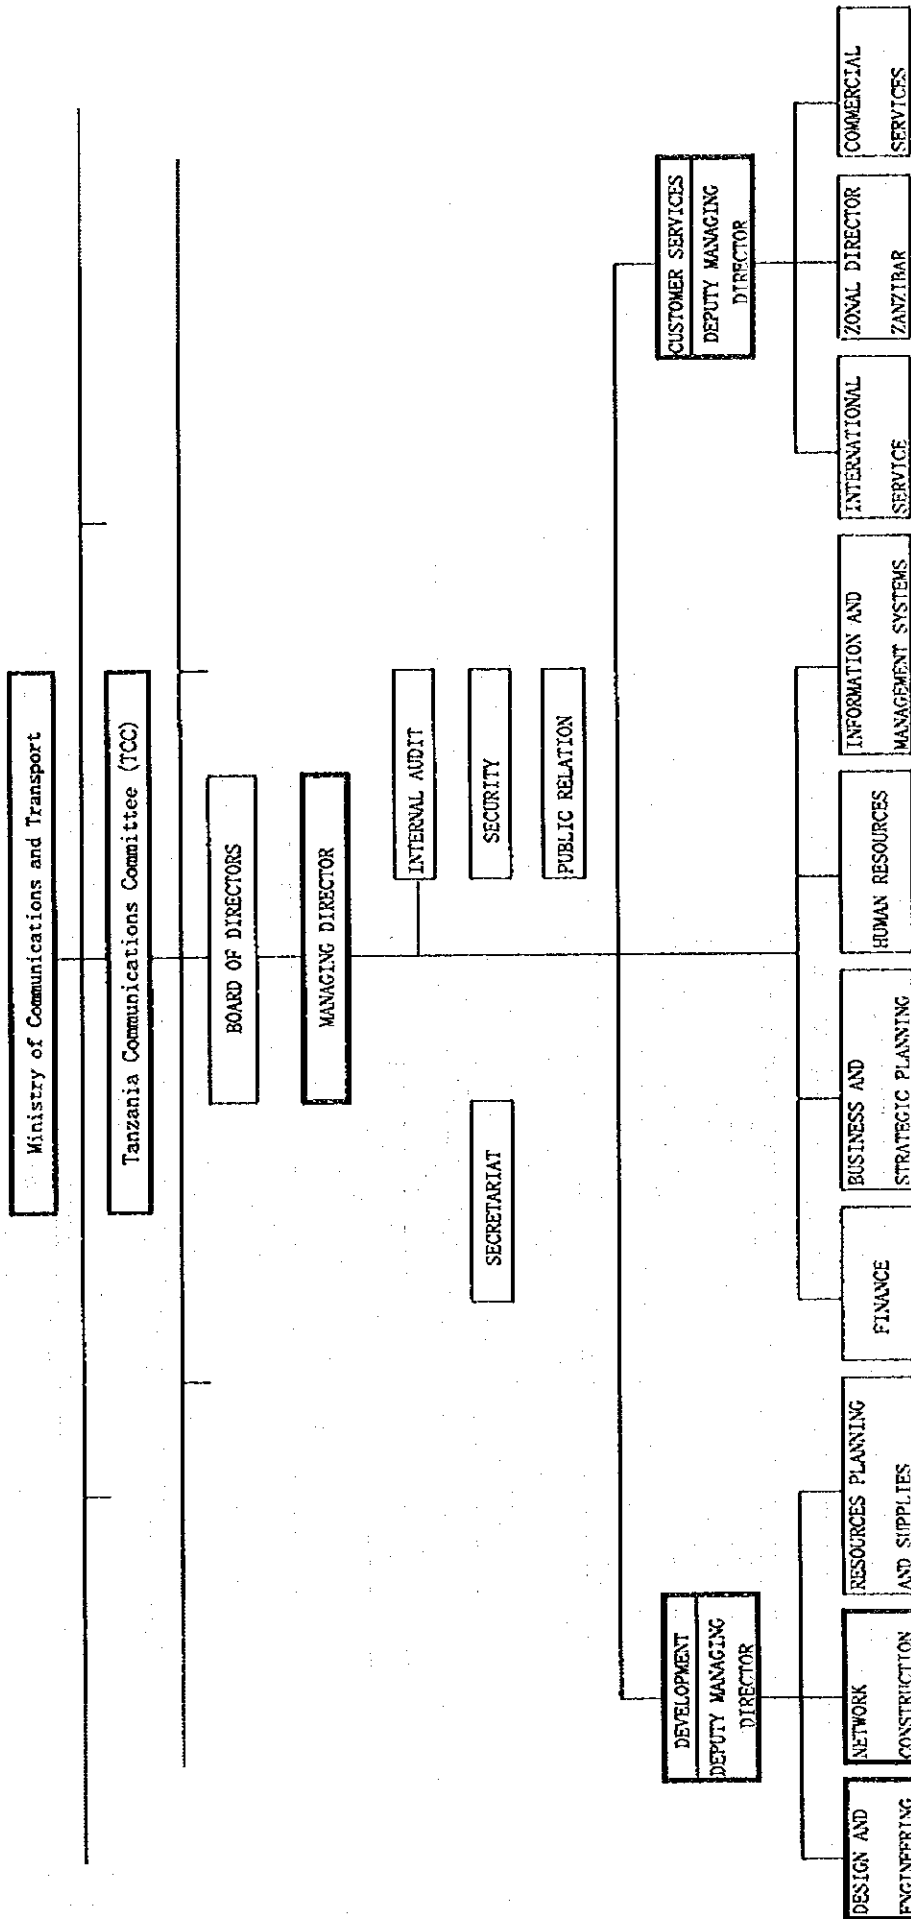 Ministry of Communications and Transport
Tanzania Communications Committee (TCC)
BOARD OF DIRECTORS
MANAGING DIRECTOR
INTERNAL AUDIT
SECRETARIAT
SECURITY
PUBLIC RELATION
DEVELOPMENT
DEPUTY MANAGING
DIRECTOR
CUSTOMER SERVICES
DEPUTY MANAGING
DIRECTOR
DESIGN AND
ENGINEERING
NETWORK
CONSTRUCTION
RESOURCES PLANNING
AND SUPPLIES
FINANCE
BUSINESS AND
STRATEGIC PLANNING
HUMAN RESOURCES
INFORMATION AND
MANAGEMENT SYSTEMS
INTERNATIONAL
SERVICE
ZONAL DIRECTOR
ZANZIBAR
COMMERCIAL
SERVICES